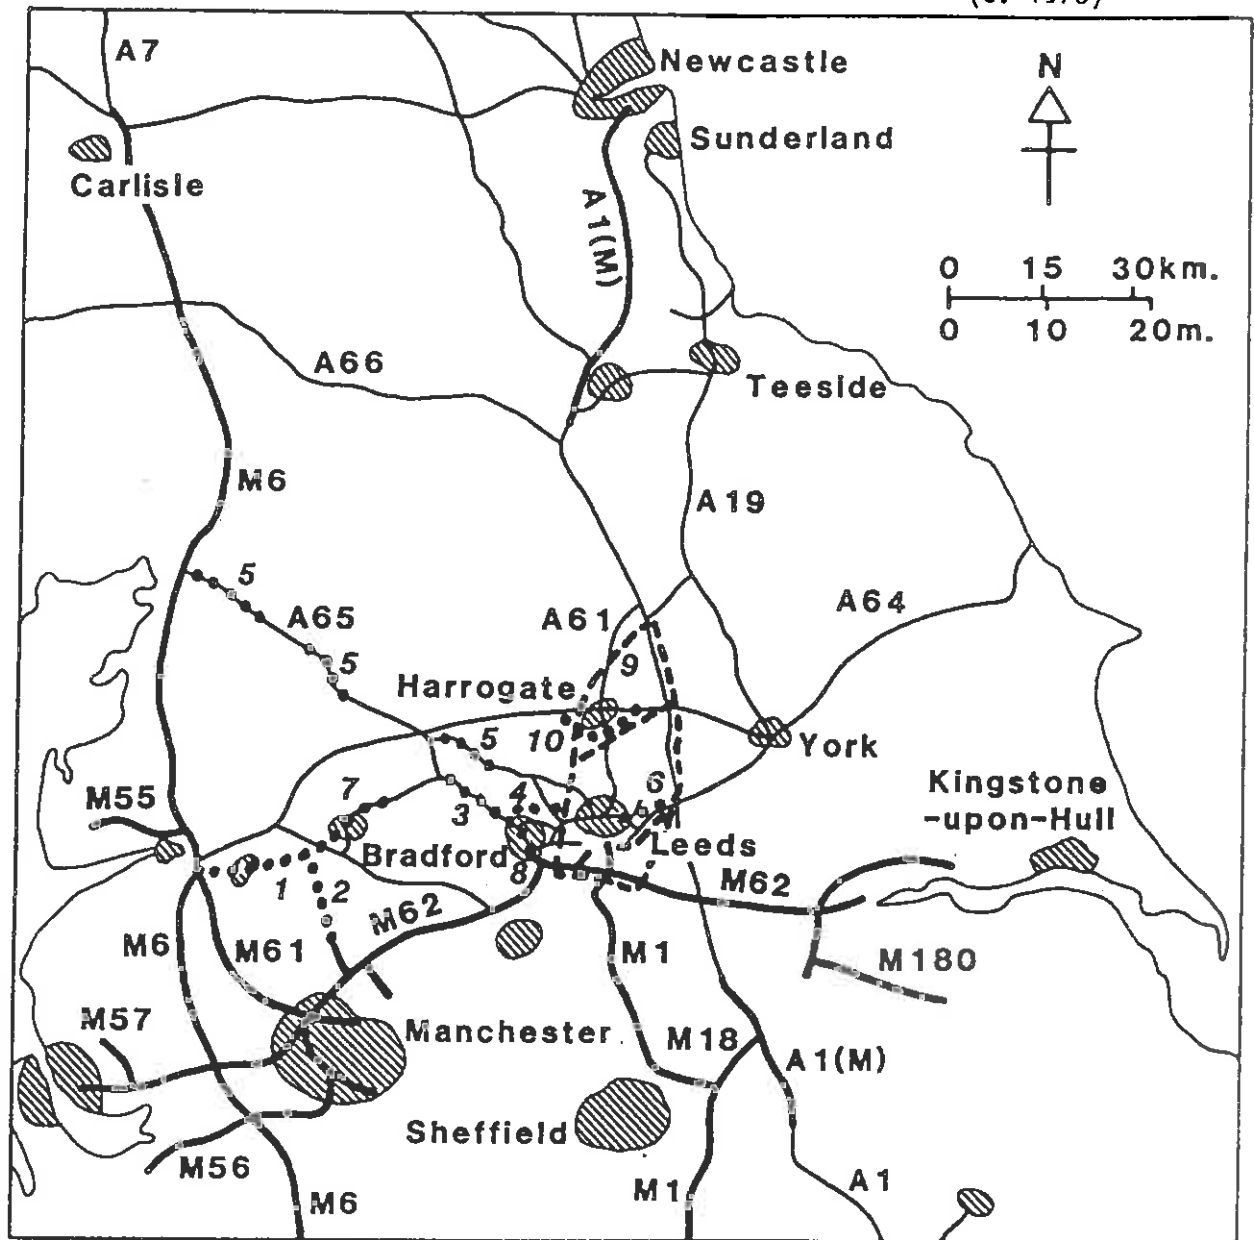 A7
Newcastle
Sunderland
N
Carlisle
A1(M)
0 15 30km.
0 10 20m.
A66
Teeside
M6
A19
5
A65
A61
A64
5
9
Harrogate
10
5
York
M55
7
4
6
Kingstone
-upon-Hull
3
Bradford
Leeds
8
1
2
M62
M62
M6
M61
M1
M180
M57
Manchester
M18
A1(M)
Sheffield
M56
M6
M1
A1